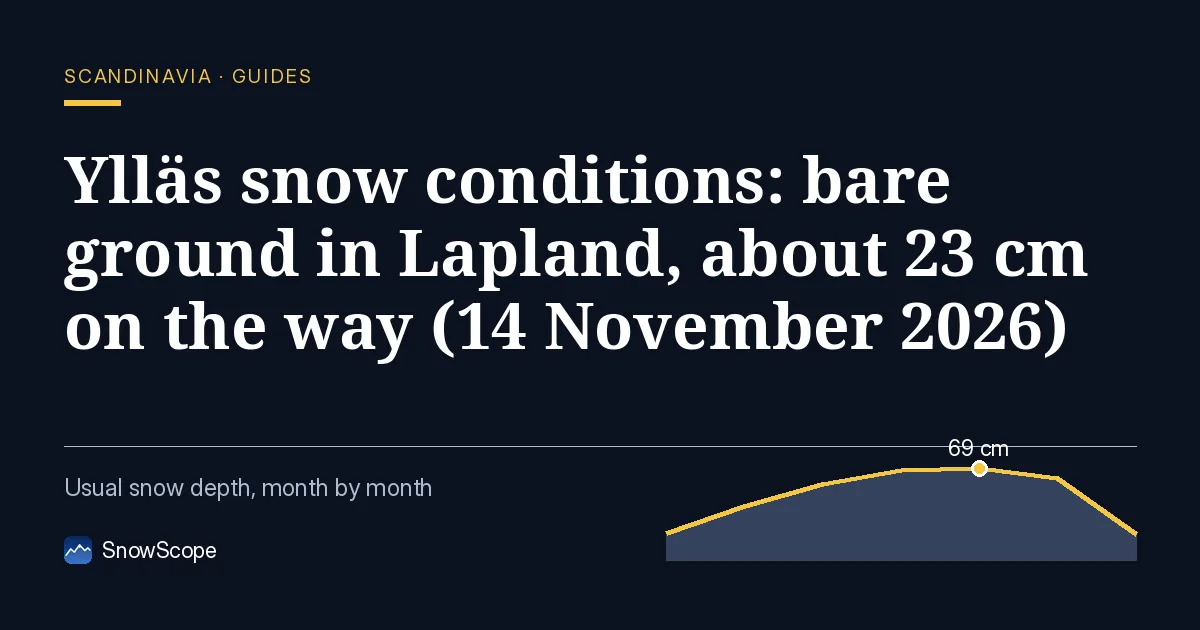 SCANDINAVIA · GUIDES
Ylläs snow conditions: bare
ground in Lapland, about 23 cm
on the way (14 November 2026)
69 cm
Usual snow depth, month by month
SnowScope